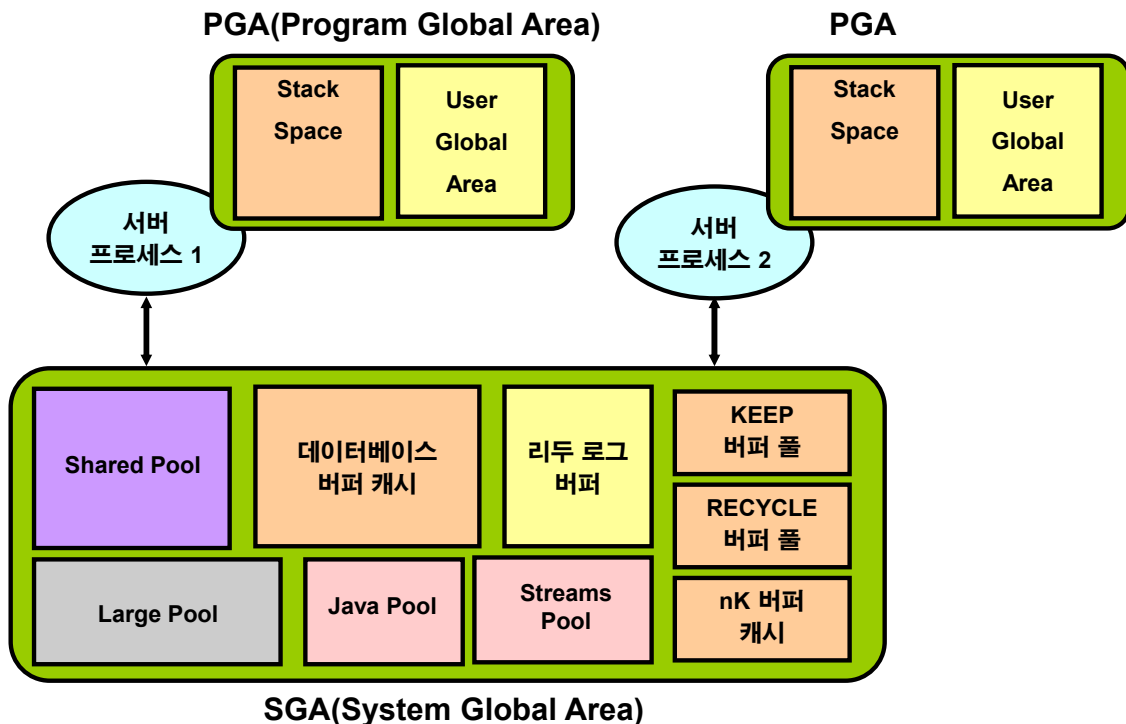 PGA(Program Global Area)
PGA
Stack
Space
User
Global
Area
Stack
Space
User
Global
Area
서버
프로세스 1
서버
프로세스 2
Shared Pool
데이터베이스
버퍼 캐시
리두 로그
버퍼
KEEP
버퍼 풀
RECYCLE
버퍼 풀
Large Pool
Java Pool
Streams
Pool
nK 버퍼
캐시
SGA(System Global Area)